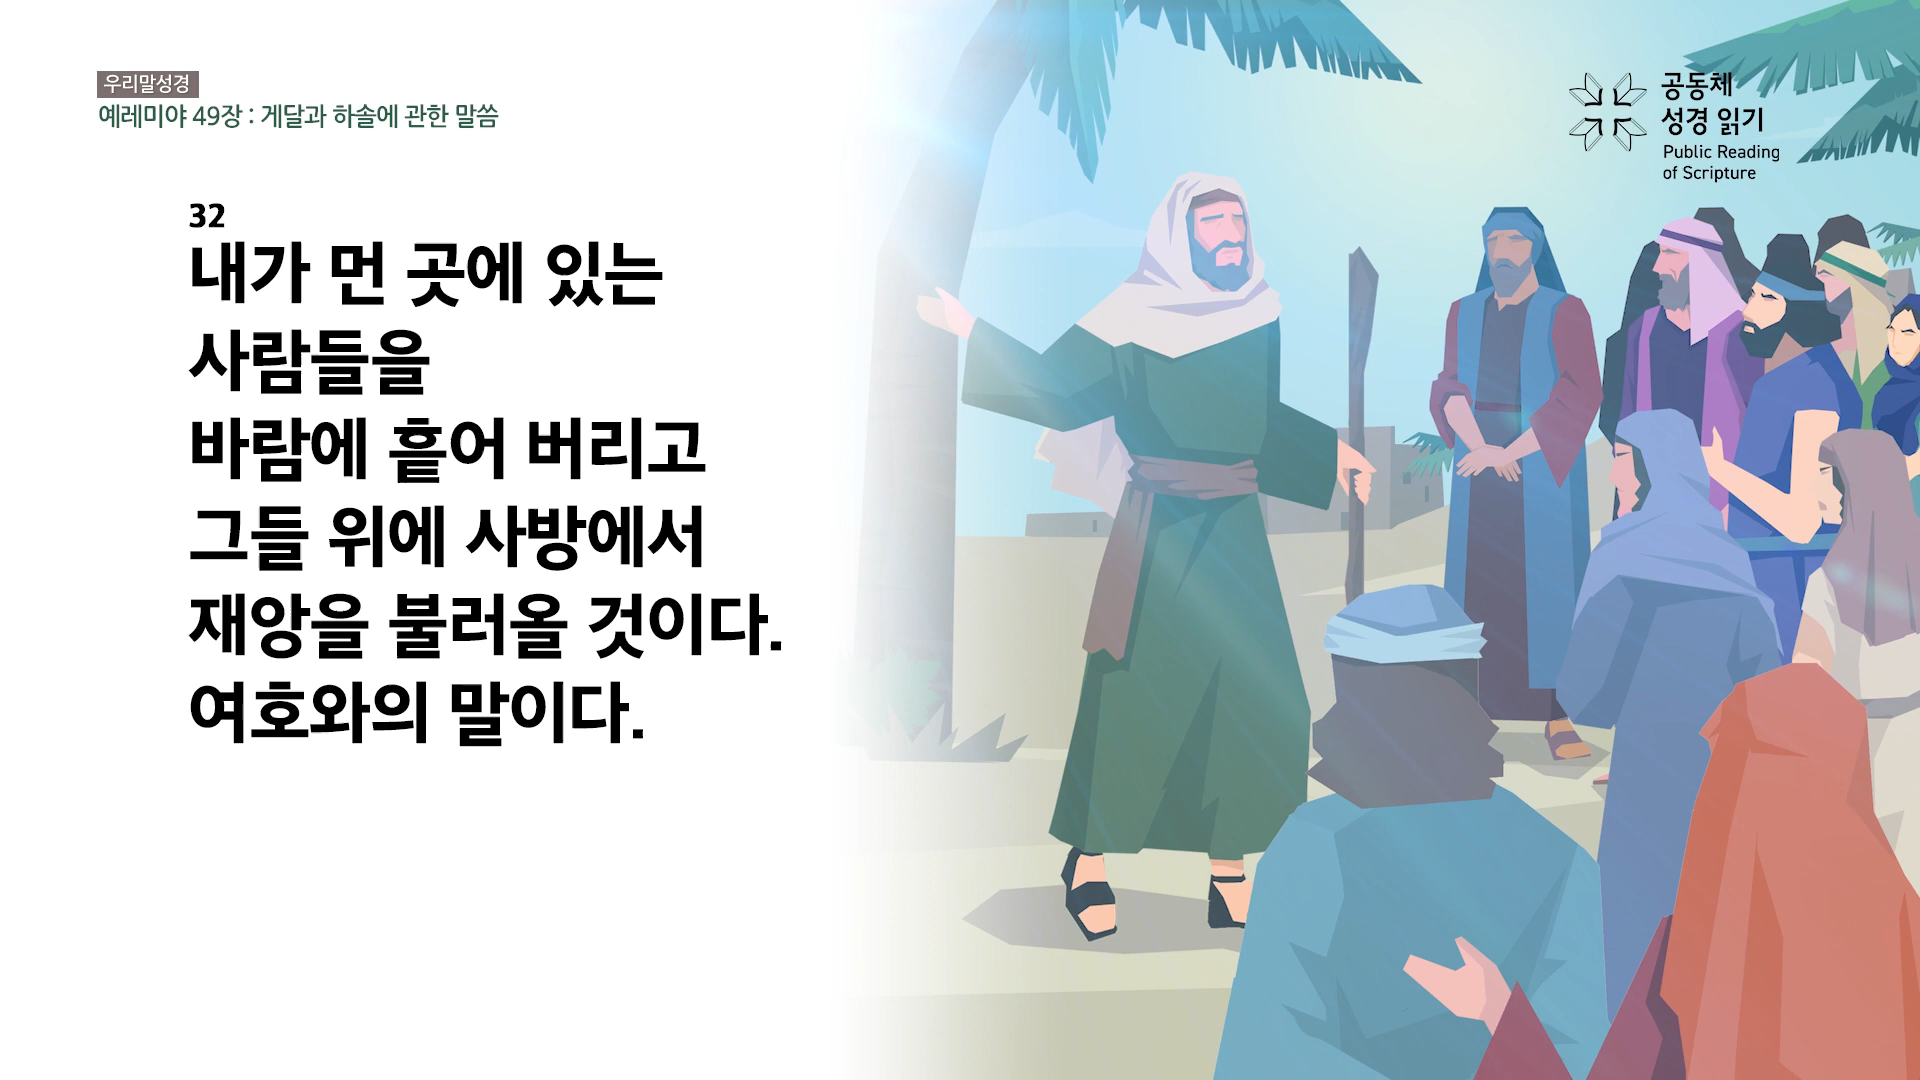 우리말성경
예레미야 49장 : 게달과 하솔에 관한 말씀
공동체
성경 읽기
Public Reading
of Scripture
32
내가 먼 곳에 있는
사람들을
바람에 흩어 버리고
그들 위에 사방에서
재앙을 불러올 것이다.
여호와의 말이다.